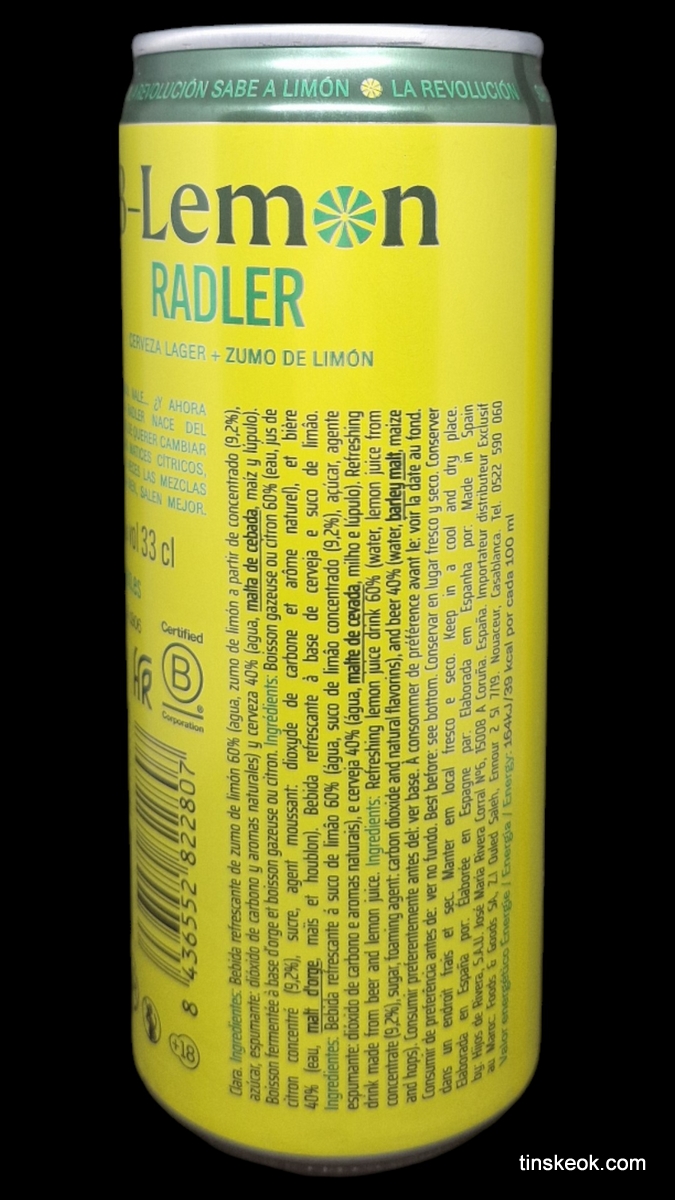 REVOLUCIÓN SABE A LIMÓN LA REVOLUCIÓN
-Lemon
RADLER
CERVEZA LAGER + ZUMO DE LIMÓN
VALE... ¿Y AHORA
NACE DEL
QUERER CAMBIAR
CÍTRICOS,
LAS MEZCLAS
SALEN MEJOR.
vol 33 cl
Certified
B
®
Corporation
8 436552 822807
+18
Clara. Ingredientes: Bebida refrescante de zumo de limón 60% (agua, zumo de limón a partir de concentrado (9,2%),
azúcar, espumante: dióxido de carbono y aromas naturales) y cerveza 40% (agua, malta de cebada, maíz y lúpulo).
Boisson fermentée à base d'orge et boisson gazeuse ou citron. Ingrédients: Boisson gazeuse ou citron 60% (eau, jus de
citron concentré (9,2%), sucre, agent moussant: dioxyde de carbone et arôme naturel), et bière
40% (eau, malt d'orge, maïs et houblon). Bebida refrescante à base de cerveja e suco de limão.
Ingredientes: Bebida refrescante á suco de limão 60% (água, suco de limão concentrado (9,2%), açúcar, agente
espumante: dióxido de carbono e aromas naturais), e cerveja 40% (água, malte de cevada, milho e lúpulo). Refreshing
drink made from beer and lemon juice. Ingredients: Refreshing lemon juice drink 60% (water, lemon juice from
concentrate (9,2%), sugar, foaming agent: carbon dioxide and natural flavorins), and beer 40% (water, barley malt, maize
and hops). Consumir preferentemente antes del: ver base. À consommer de préférence avant le: voir la date au fond.
Consumir de preferência antes de: ver no fundo. Best before: see bottom. Conservar en lugar fresco y seco. Conserver
dans un endroit frais et sec. Manter em local fresco e seco. Keep in a cool and dry place.
Elaborada en España por: Élaborée en Espagne par: Elaborada em Espanha por: Made in Spain
by: Hijos de Rivera, S.A.U. José María Rivera Corral Nº6, 15008 A Coruña. España. Importateur distributeur Exclusif
au Maroc: Foods & Goods SA, Z.I Ouled Saleh, Ennour 2 Sl 7/19. Nouaceur, Casablanca. Tel. 0522 590 060
Valor energético Énergie / Energia / Energy: 164kJ/39 kcal por cada 100 ml
tinskeok.com